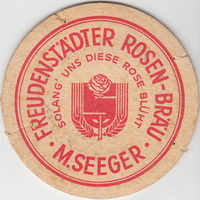 FREUDENSTÄDTER ROSEN-BRÄU
SOLANG' UNS DIESE ROSE BLÜHT
· M.SEEGER ·